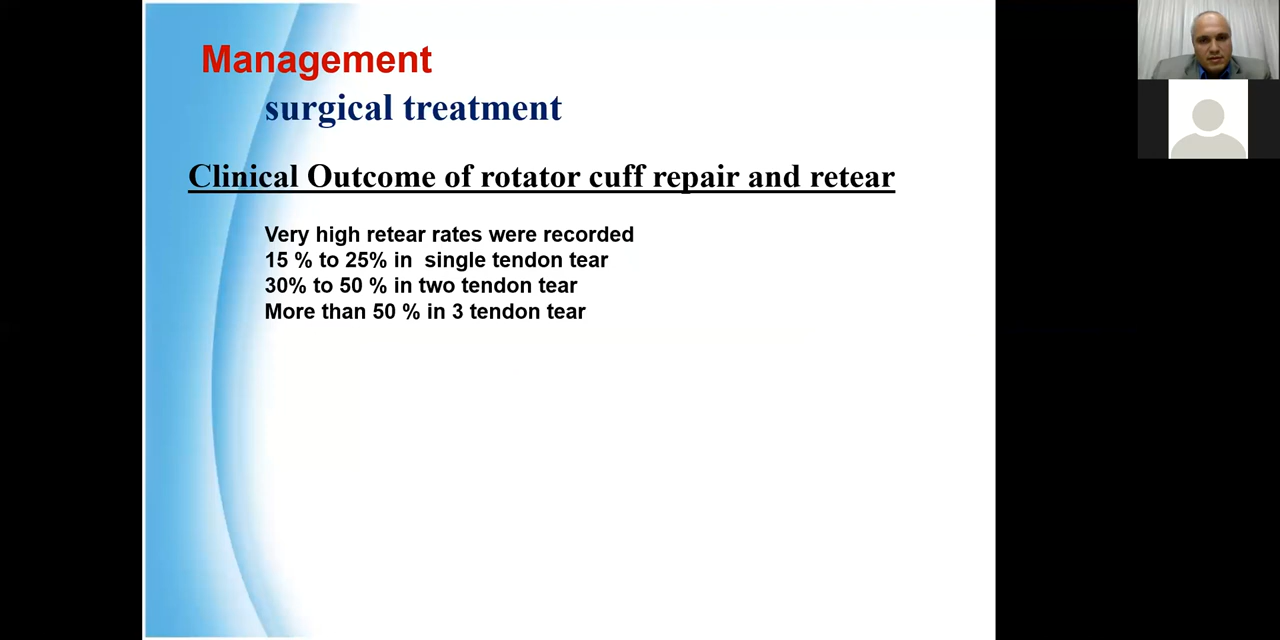 Management
surgical treatment
Clinical Outcome of rotator cuff repair and retear
Very high retear rates were recorded
15 % to 25% in  single tendon tear
30% to 50 % in two tendon tear
More than 50 % in 3 tendon tear